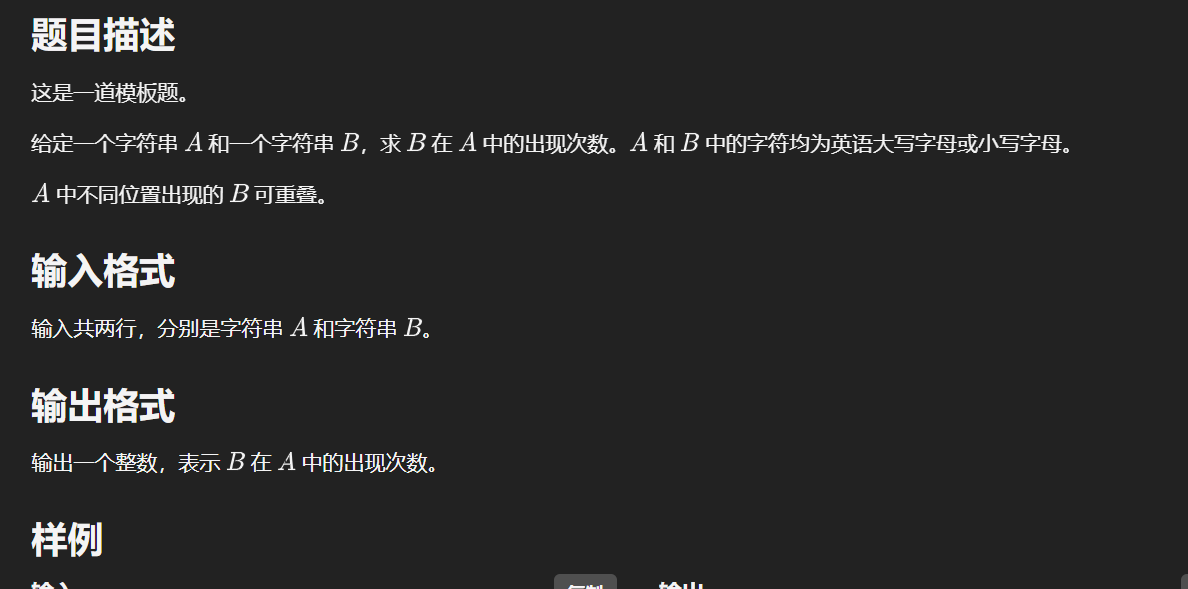 题目描述
这是一道模板题。
给定一个字符串 A 和一个字符串 B，求 B 在 A 中的出现次数。A 和 B 中的字符均为英语大写字母或小写字母。
A 中不同位置出现的 B 可重叠。
输入格式
输入共两行，分别是字符串 A 和字符串 B。
输出格式
输出一个整数，表示 B 在 A 中的出现次数。
样例